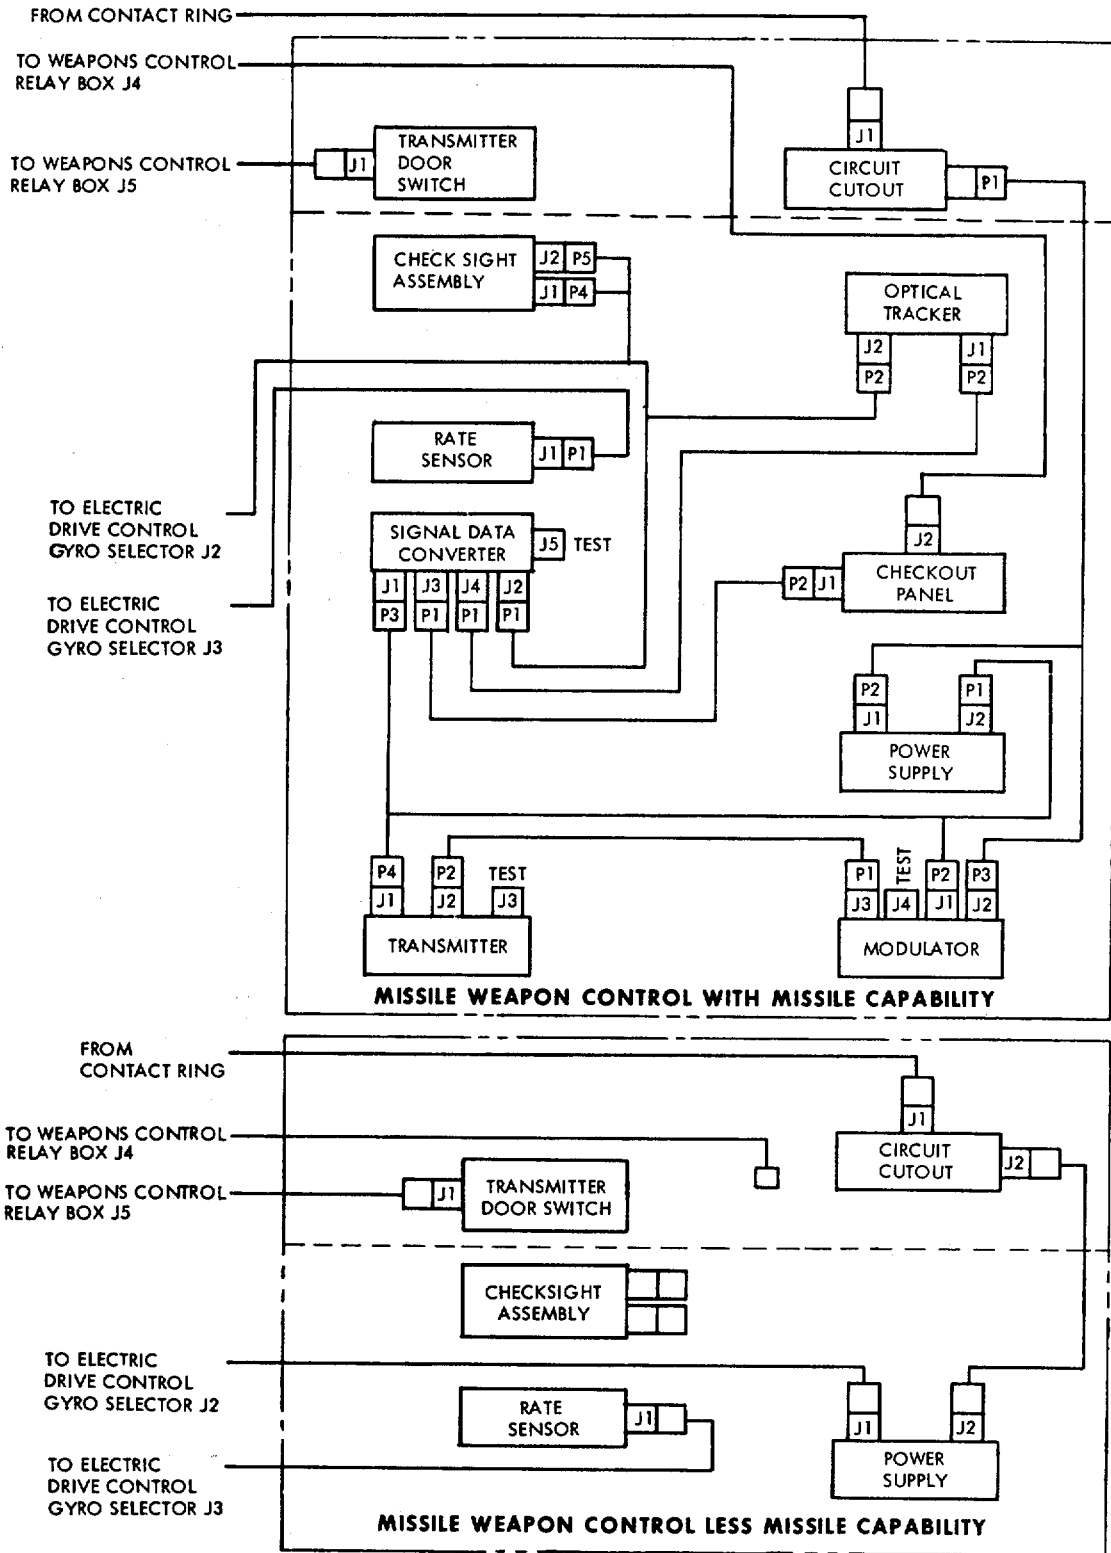 FROM CONTACT RING
TO WEAPONS CONTROL
RELAY BOX J4
J1
CIRCUIT
CUTOUT
P1
TO WEAPONS CONTROL
RELAY BOX J5
J1
TRANSMITTER
DOOR
SWITCH
CHECK SIGHT
ASSEMBLY
J2 P5
J1 P4
OPTICAL
TRACKER
J2 J1
P2 P2
RATE
SENSOR
J1 P1
TO ELECTRIC
DRIVE CONTROL
GYRO SELECTOR J2
SIGNAL DATA
CONVERTER
J5 TEST
J1 J3 J4 J2
P3 P1 P1 P1
J2
P2 J1
CHECKOUT
PANEL
TO ELECTRIC
DRIVE CONTROL
GYRO SELECTOR J3
P2 P1
J1 J2
POWER
SUPPLY
P4 P2 TEST
J1 J2 J3
TRANSMITTER
P1 TEST P2 P3
J3 J4 J1 J2
MODULATOR
MISSILE WEAPON CONTROL WITH MISSILE CAPABILITY
FROM
CONTACT RING
J1
CIRCUIT
CUTOUT
J2
TO WEAPONS CONTROL
RELAY BOX J4
TO WEAPONS CONTROL
RELAY BOX J5
J1
TRANSMITTER
DOOR SWITCH
CHECKSIGHT
ASSEMBLY
TO ELECTRIC
DRIVE CONTROL
GYRO SELECTOR J2
RATE
SENSOR
J1
J1 J2
POWER
SUPPLY
TO ELECTRIC
DRIVE CONTROL
GYRO SELECTOR J3
MISSILE WEAPON CONTROL LESS MISSILE CAPABILITY